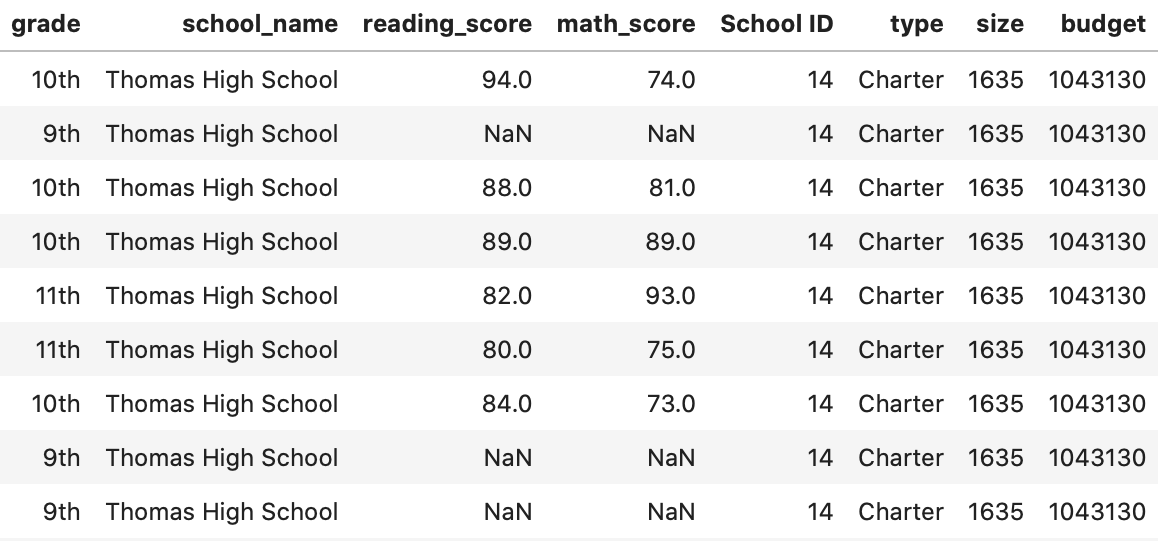 grade school_name reading_score math_score School ID type size budget
10th Thomas High School 94.0 74.0 14 Charter 1635 1043130
9th Thomas High School NaN NaN 14 Charter 1635 1043130
10th Thomas High School 88.0 81.0 14 Charter 1635 1043130
10th Thomas High School 89.0 89.0 14 Charter 1635 1043130
11th Thomas High School 82.0 93.0 14 Charter 1635 1043130
11th Thomas High School 80.0 75.0 14 Charter 1635 1043130
10th Thomas High School 84.0 73.0 14 Charter 1635 1043130
9th Thomas High School NaN NaN 14 Charter 1635 1043130
9th Thomas High School NaN NaN 14 Charter 1635 1043130